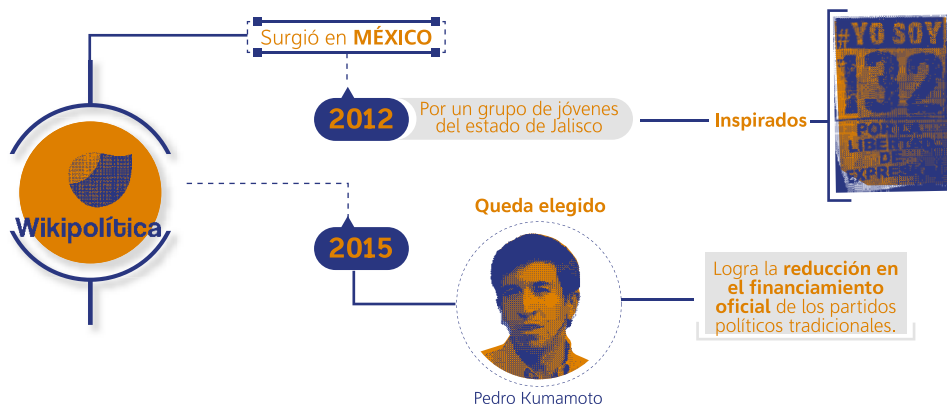 Surgió en MÉXICO
2012
Por un grupo de jóvenes
del estado de Jalisco
Inspirados
#YO SOY
132
POR LA
LIBERTAD
DE
EXPRESIÓN
Wikipolítica
2015
Queda elegido
Pedro Kumamoto
Logra la reducción en
el financiamiento
oficial de los partidos
políticos tradicionales.